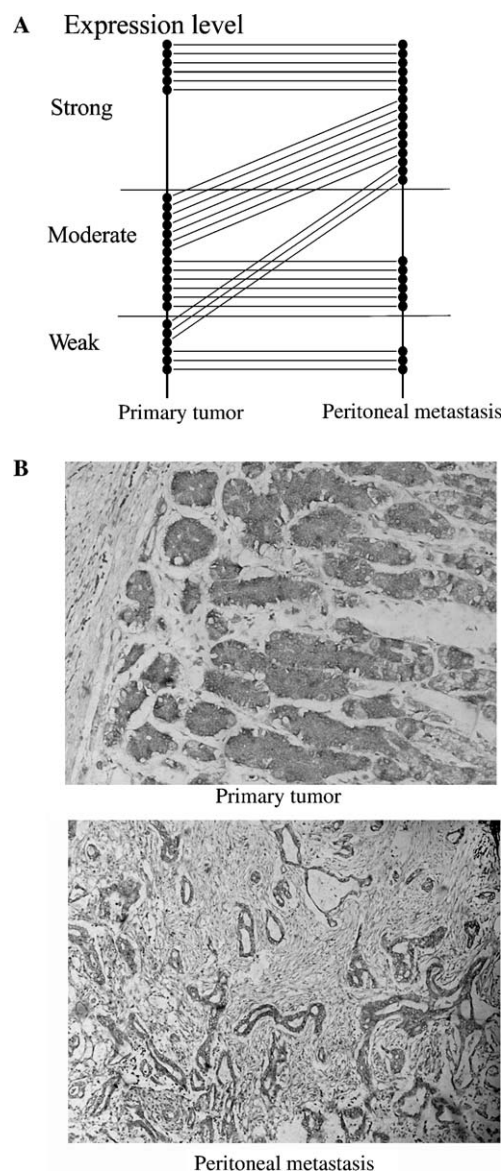 A Expression level
Strong
Moderate
Weak
Primary tumor Peritoneal metastasis
B
Primary tumor
Peritoneal metastasis